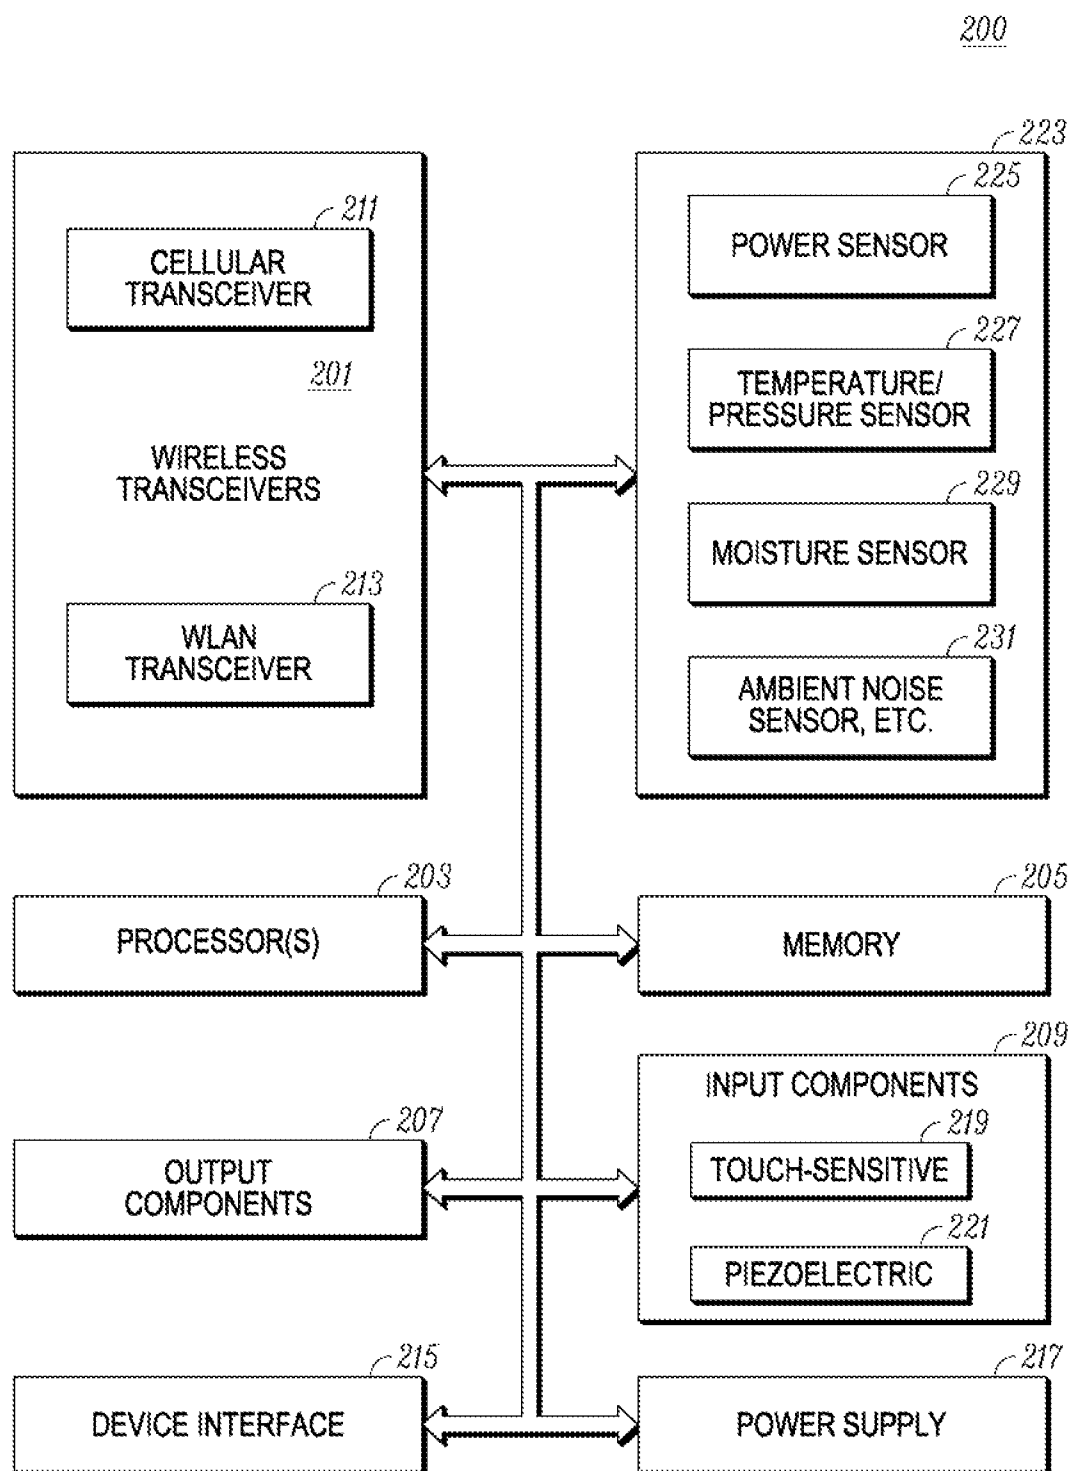 200
223
225
POWER SENSOR
211
CELLULAR
TRANSCEIVER
227
TEMPERATURE/
PRESSURE SENSOR
201
WIRELESS
TRANSCEIVERS
229
MOISTURE SENSOR
213
WLAN
TRANSCEIVER
231
AMBIENT NOISE
SENSOR, ETC.
203
PROCESSOR(S)
205
MEMORY
209
INPUT COMPONENTS
207
OUTPUT
COMPONENTS
219
TOUCH-SENSITIVE
221
PIEZOELECTRIC
215
DEVICE INTERFACE
217
POWER SUPPLY